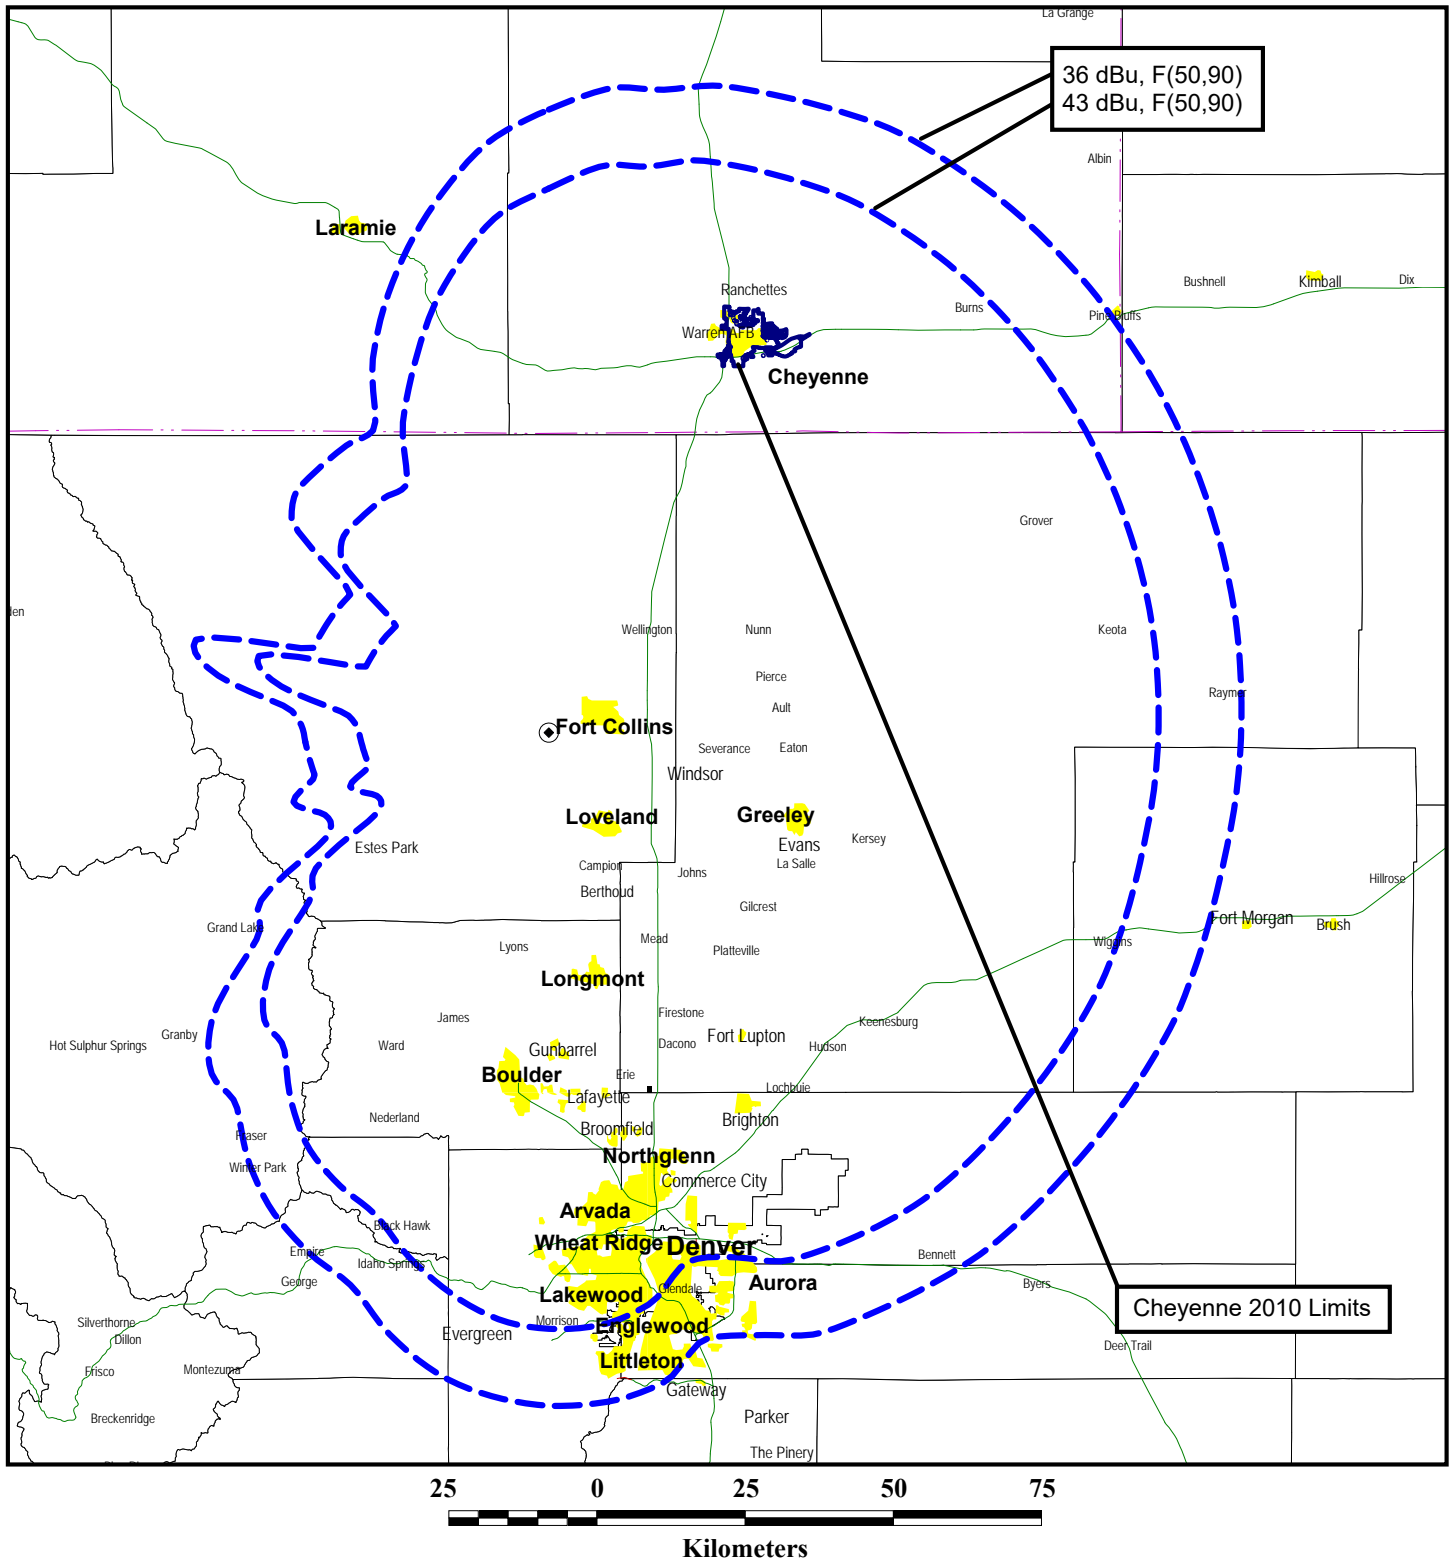 La Grange
36 dBu, F(50,90)
43 dBu, F(50,90)
Albin
Laramie
Bushnell
Kimball
Dix
Ranchettes
Burns
Pine Bluffs
Warren AFB
Cheyenne
Grover
Wellington
Nunn
Keota
Pierce
Raymer
Ault
Fort Collins
Severance
Eaton
Windsor
Loveland
Greeley
Evans
Kersey
Estes Park
La Salle
Campion
Johns
Berthoud
Hillrose
Gilcrest
Grand Lake
Fort Morgan
Brush
Lyons
Mead
Platteville
Wiggins
Longmont
James
Firestone
Keenesburg
Granby
Hot Sulphur Springs
Ward
Gunbarrel
Dacono
Fort Lupton
Hudson
Boulder
Erie
Lochbuie
Lafayette
Nederland
Broomfield
Brighton
Fraser
Northglenn
Winter Park
Commerce City
Arvada
Black Hawk
Wheat Ridge
Denver
Empire
Idaho Springs
Bennett
George
Lakewood
Glendale
Aurora
Byers
Cheyenne 2010 Limits
Silverthorne
Dillon
Morrison
Evergreen
Englewood
Deer Trail
Frisco
Montezuma
Littleton
Gateway
Breckenridge
Parker
The Pinery
25 0 25 50 75
Kilometers